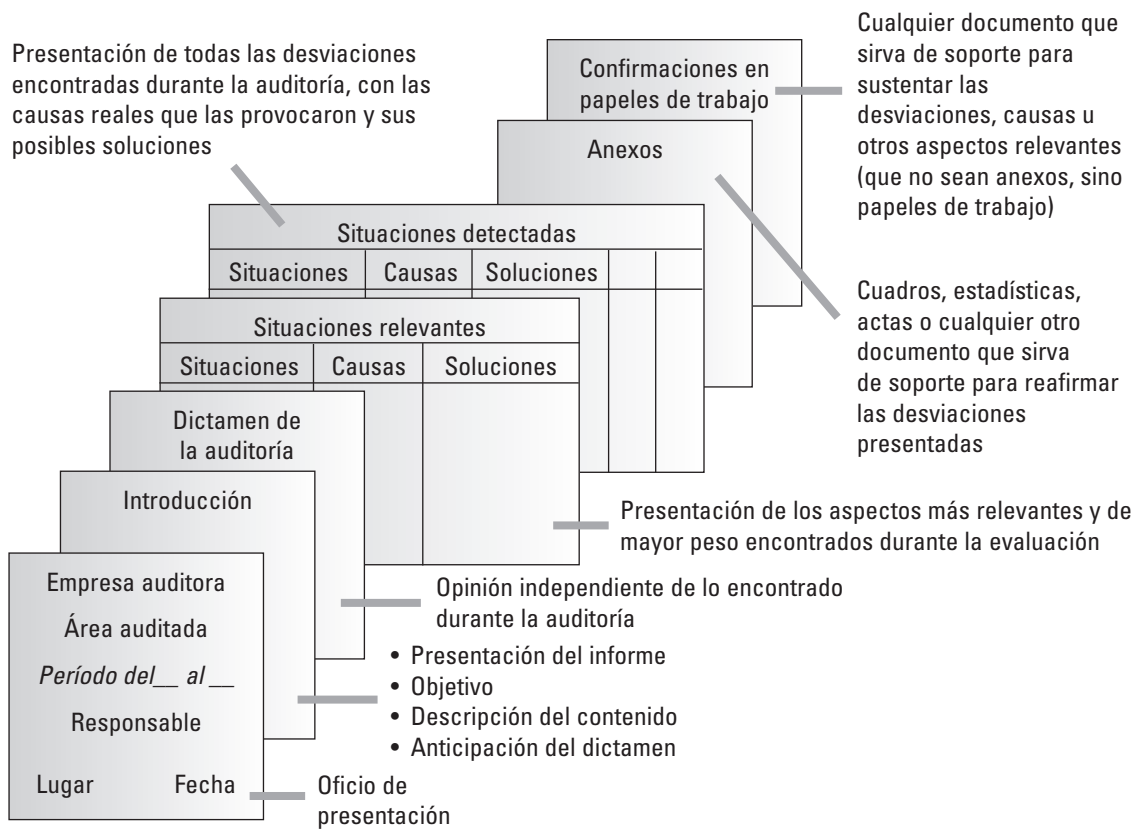 Presentación de todas las desviaciones
encontradas durante la auditoría, con las
causas reales que las provocaron y sus
posibles soluciones
Confirmaciones en
papeles de trabajo
Cualquier documento que
sirva de soporte para
sustentar las
desviaciones, causas u
otros aspectos relevantes
(que no sean anexos, sino
papeles de trabajo)
Anexos
Cuadros, estadísticas,
actas o cualquier otro
documento que sirva
de soporte para reafirmar
las desviaciones
presentadas
Situaciones detectadas
Situaciones Causas Soluciones
Situaciones relevantes
Situaciones Causas Soluciones
Presentación de los aspectos más relevantes y de
mayor peso encontrados durante la evaluación
Dictamen de
la auditoría
Opinión independiente de lo encontrado
durante la auditoría
Introducción
• Presentación del informe
• Objetivo
• Descripción del contenido
• Anticipación del dictamen
Empresa auditora
Área auditada
Período del__ al __
Responsable
Lugar Fecha
Oficio de
presentación